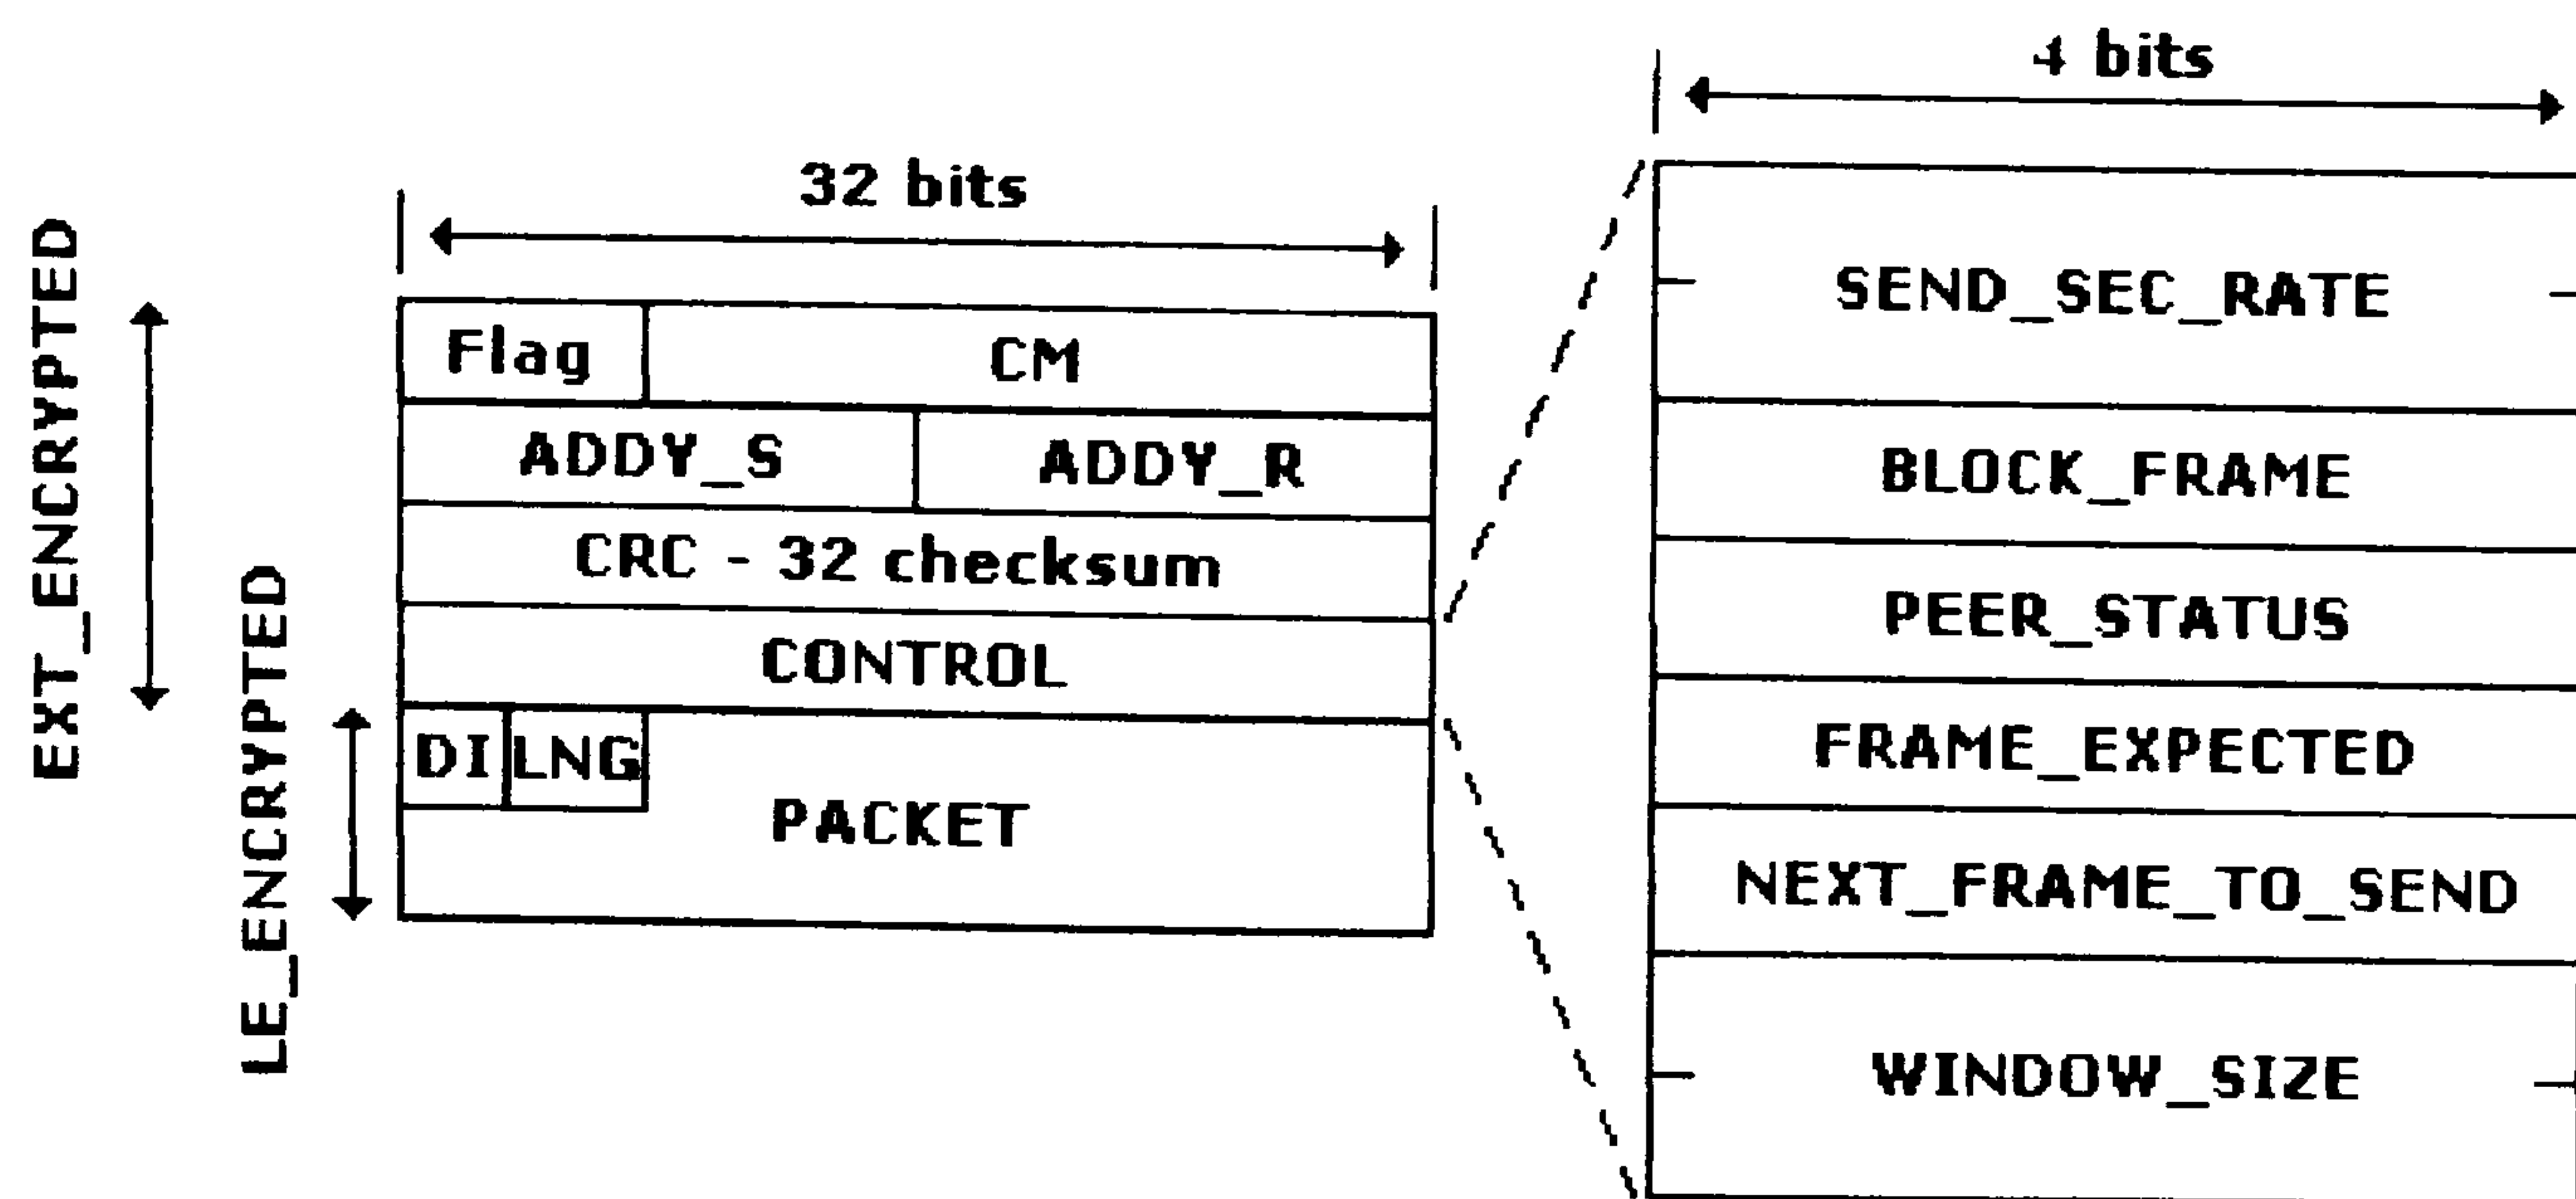 4 bits
32 bits
EXT_ENCRYPTED
LE_ENCRYPTED
Flag CM
ADDY_S ADDY_R
CRC - 32 checksum
CONTROL
DI LNG
PACKET
SEND_SEC_RATE
BLOCK_FRAME
PEER_STATUS
FRAME_EXPECTED
NEXT_FRAME_TO_SEND
WINDOW_SIZE